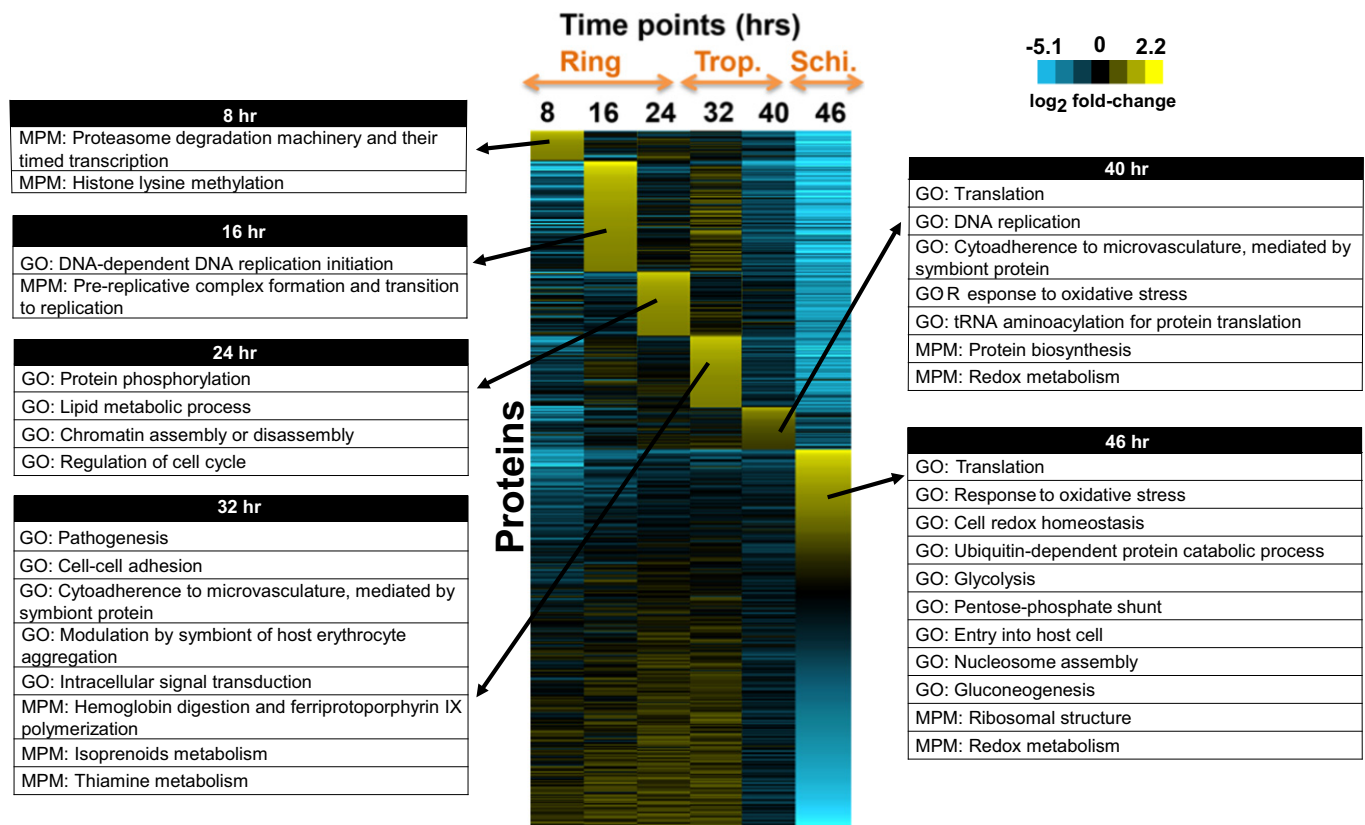 Time points (hrs)
Ring Trop. Schi.
8 16 24 32 40 46
-5.1 0 2.2
log2 fold-change
Proteins
8 hr
MPM: Proteasome degradation machinery and their
timed transcription
MPM: Histone lysine methylation
16 hr
GO: DNA-dependent DNA replication initiation
MPM: Pre-replicative complex formation and transition
to replication
24 hr
GO: Protein phosphorylation
GO: Lipid metabolic process
GO: Chromatin assembly or disassembly
GO: Regulation of cell cycle
32 hr
GO: Pathogenesis
GO: Cell-cell adhesion
GO: Cytoadherence to microvasculature, mediated by
symbiont protein
GO: Modulation by symbiont of host erythrocyte
aggregation
GO: Intracellular signal transduction
MPM: Hemoglobin digestion and ferriprotoporphyrin IX
polymerization
MPM: Isoprenoids metabolism
MPM: Thiamine metabolism
40 hr
GO: Translation
GO: DNA replication
GO: Cytoadherence to microvasculature, mediated by
symbiont protein
GO: R esponse to oxidative stress
GO: tRNA aminoacylation for protein translation
MPM: Protein biosynthesis
MPM: Redox metabolism
46 hr
GO: Translation
GO: Response to oxidative stress
GO: Cell redox homeostasis
GO: Ubiquitin-dependent protein catabolic process
GO: Glycolysis
GO: Pentose-phosphate shunt
GO: Entry into host cell
GO: Nucleosome assembly
GO: Gluconeogenesis
MPM: Ribosomal structure
MPM: Redox metabolism